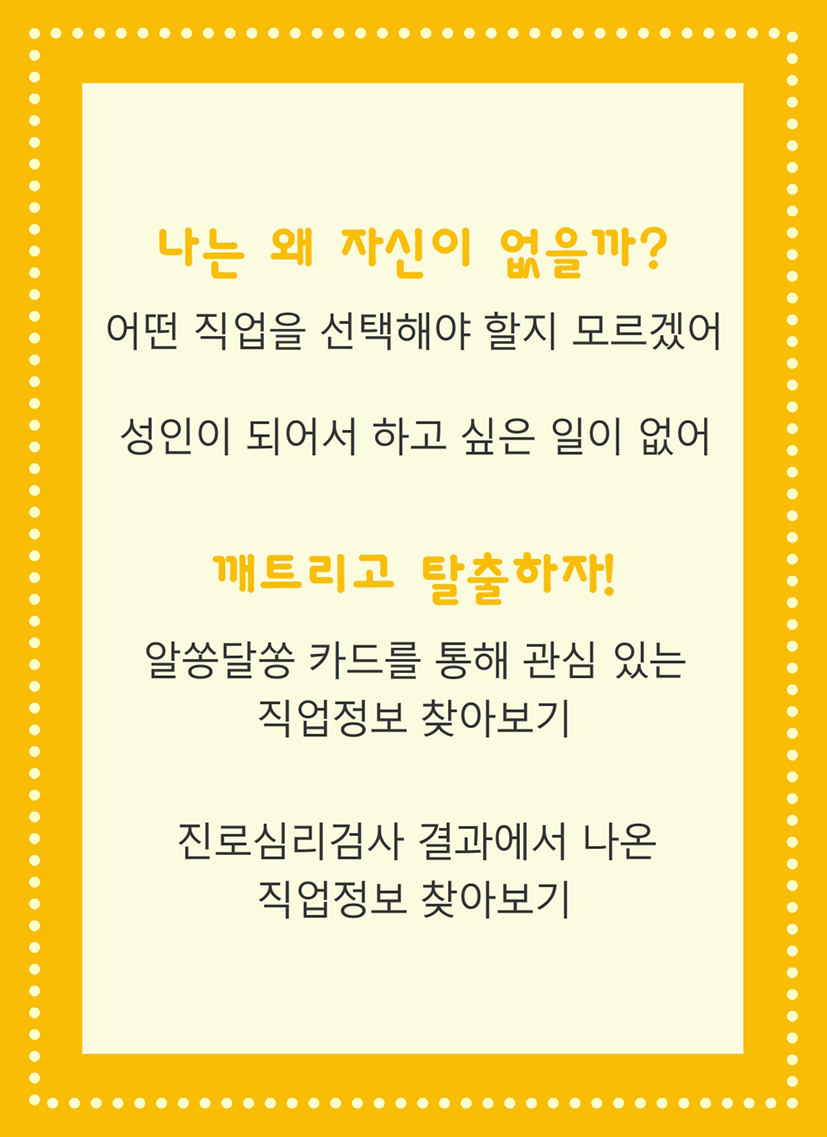 나는 왜 자신이 없을까?
어떤 직업을 선택해야 할지 모르겠어
성인이 되어서 하고 싶은 일이 없어
깨트리고 탈출하자!
알쏭달쏭 카드를 통해 관심 있는
직업정보 찾아보기
진로심리검사 결과에서 나온
직업정보 찾아보기